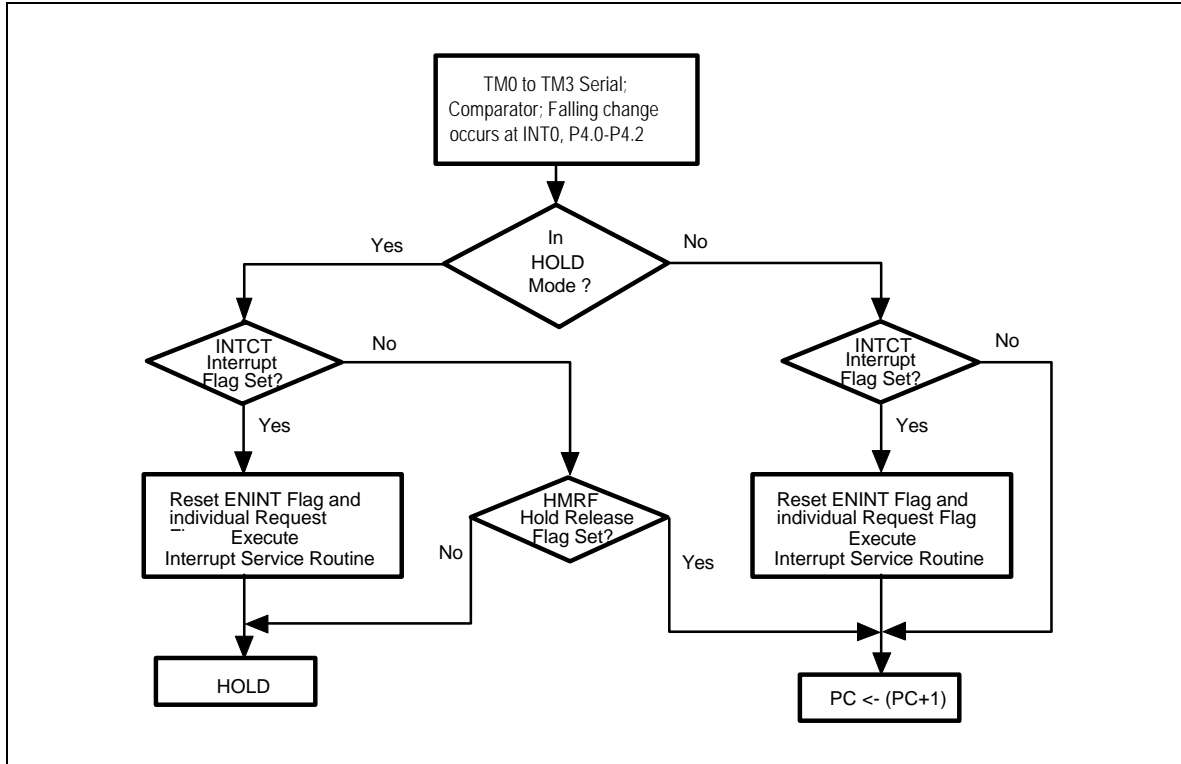 TM0 to TM3 Serial;
Comparator; Falling change
occurs at INT0, P4.0-P4.2
In
HOLD
Mode ?
Yes
No
INTCT
Interrupt
Flag Set?
No
Yes
INTCT
Interrupt
Flag Set?
No
Yes
Reset ENINT Flag and
individual Request
Execute
Interrupt Service Routine
HMRF
Hold Release
Flag Set?
No
Yes
Reset ENINT Flag and
individual Request Flag
Execute
Interrupt Service Routine
HOLD
PC <- (PC+1)